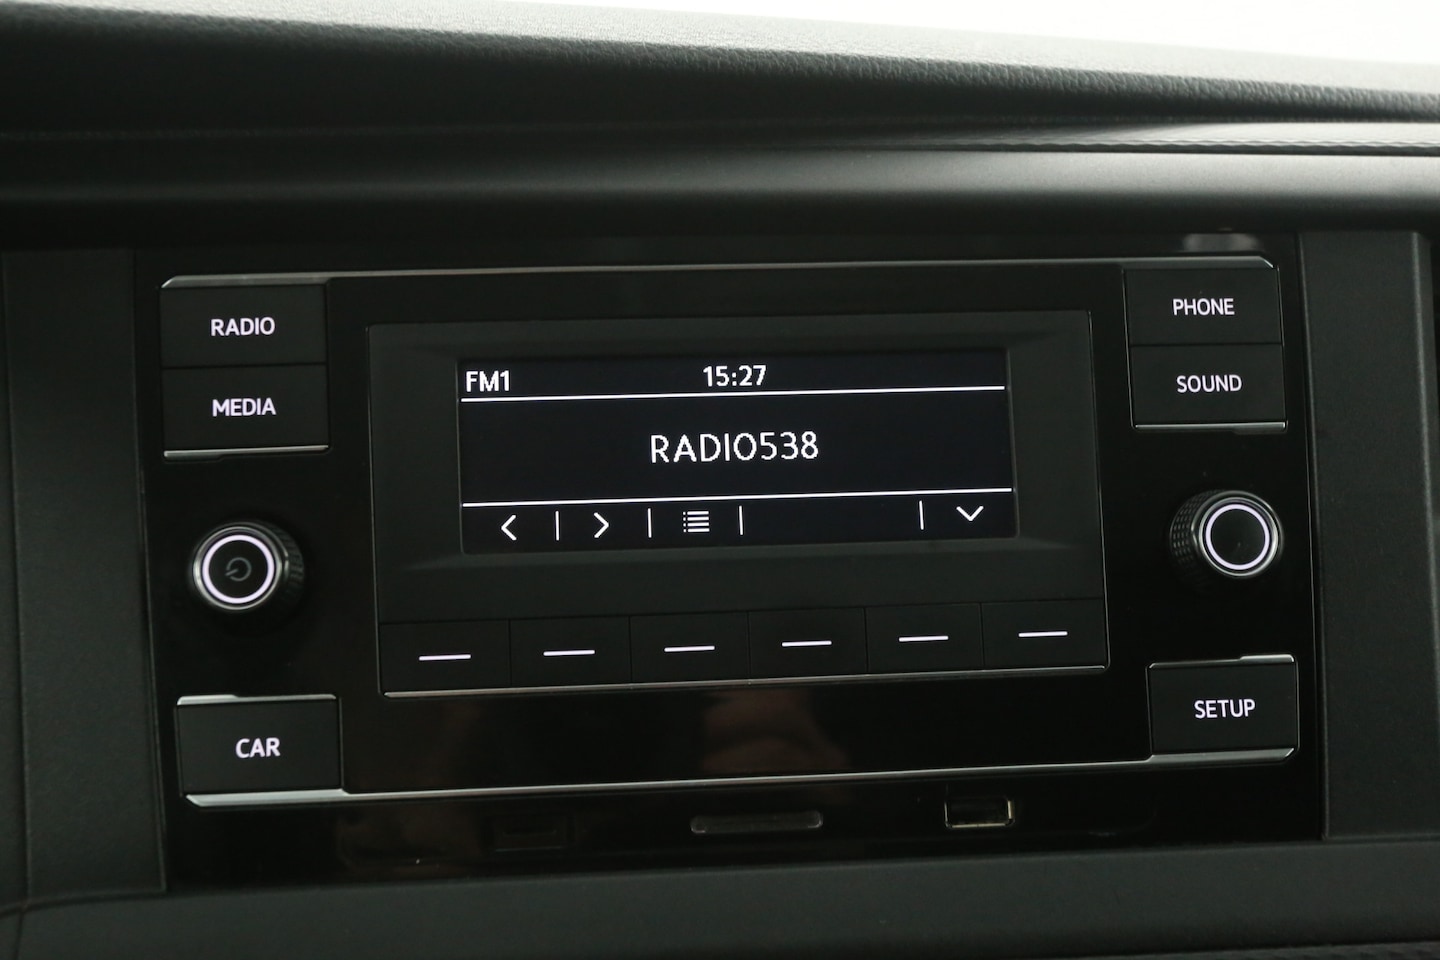 RADIO
MEDIA
FM1 15:27
RADIO538
PHONE
SOUND
CAR
SETUP